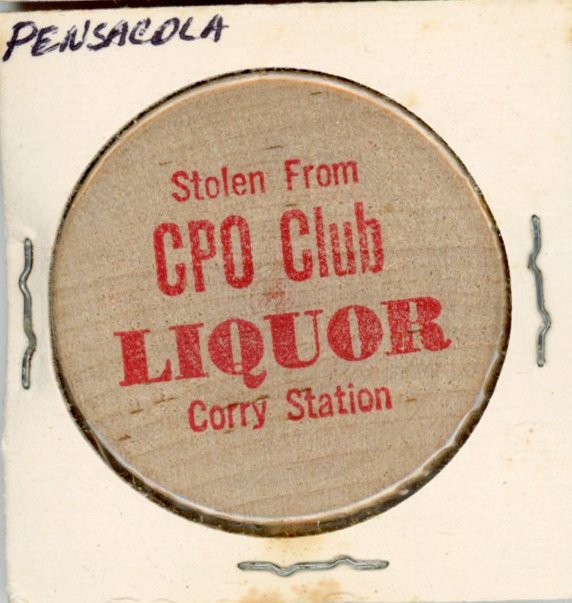 PENSACOLA
Stolen From
CPO Club
LIQUOR
Corry Station